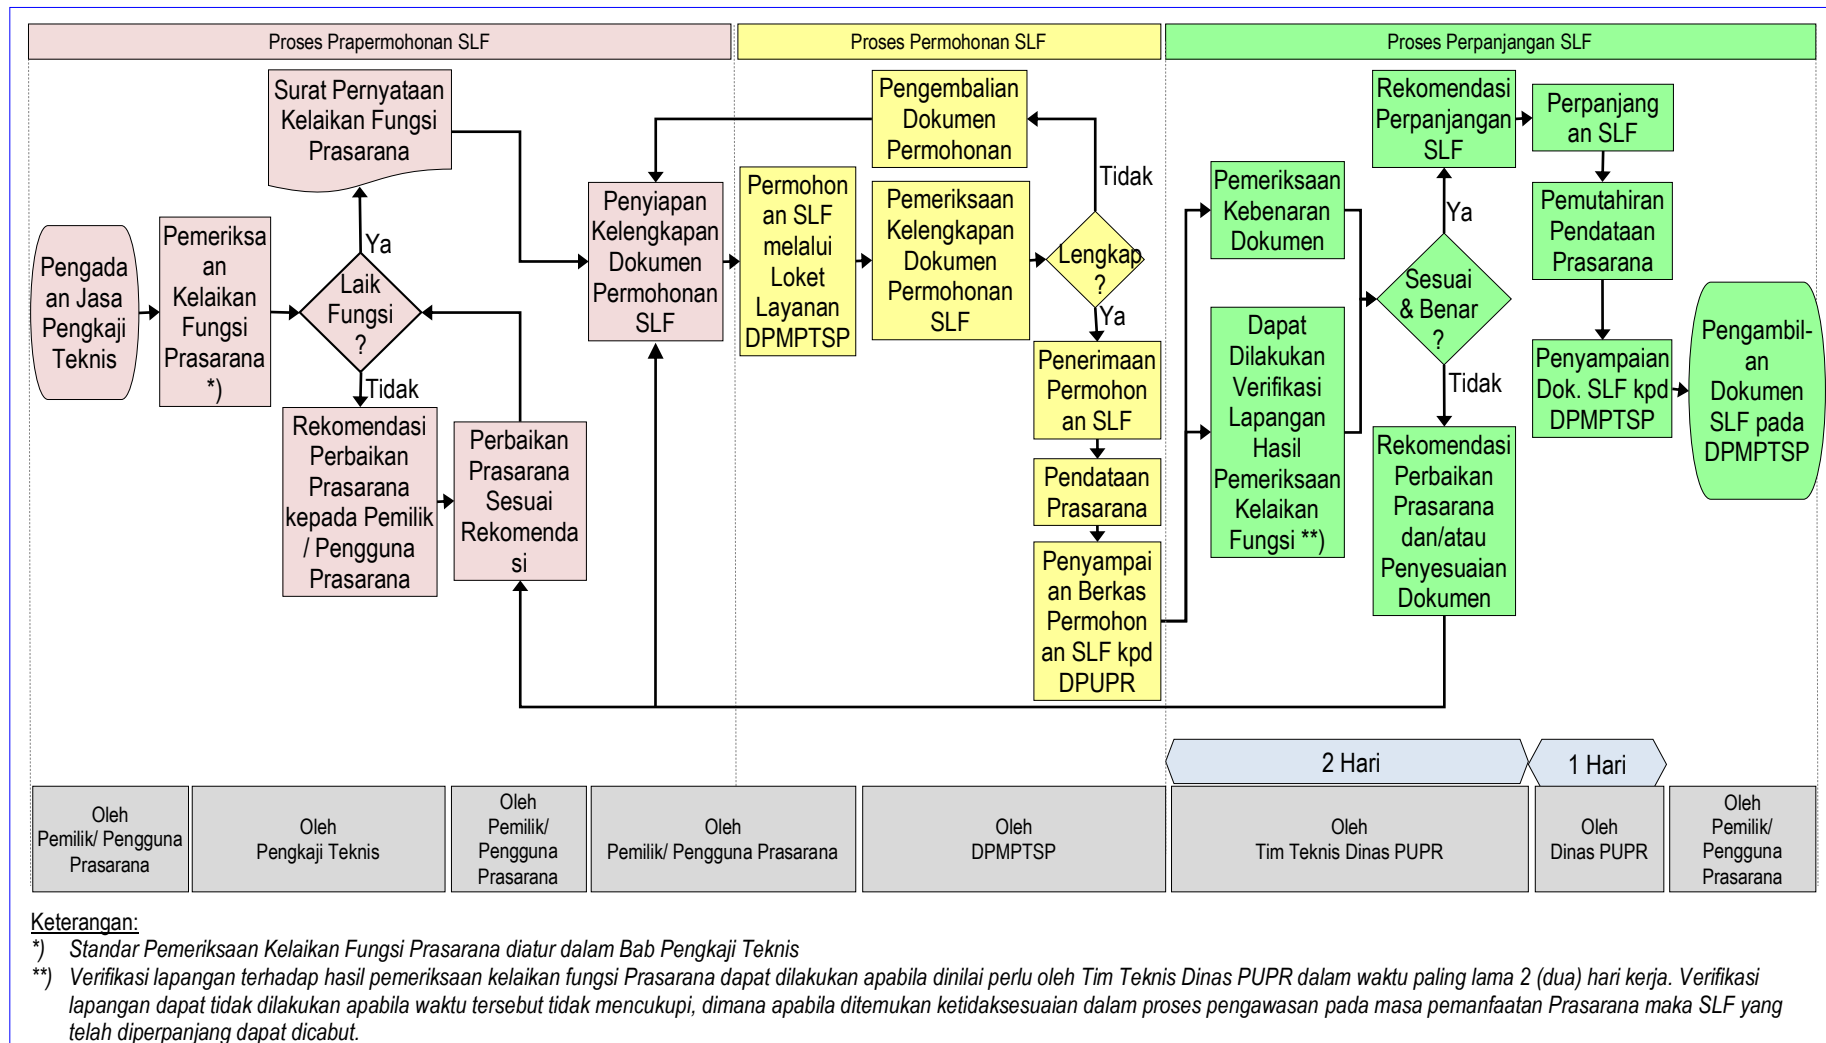 Proses Prapermohonan SLF
Proses Permohonan SLF
Proses Perpanjangan SLF
Surat Pernyataan
Kelaikan Fungsi
Prasarana
Ya
Pengada
an Jasa
Pengkaji
Teknis
Pemeriksa
an
Kelaikan
Fungsi
Prasarana
*)
Laik
Fungsi
?
Tidak
Rekomendasi
Perbaikan
Prasarana
kepada Pemilik
/ Pengguna
Prasarana
Perbaikan
Prasarana
Sesuai
Rekomenda
si
Penyiapan
Kelengkapan
Dokumen
Permohonan
SLF
Pengembalian
Dokumen
Permohonan
Tidak
Permohon
an SLF
melalui
Loket
Layanan
DPMPTSP
Pemeriksaan
Kelengkapan
Dokumen
Permohonan
SLF
Lengkap
?
Ya
Penerimaan
Permohon
an SLF
Pendataan
Prasarana
Penyampai
an Berkas
Permohon
an SLF kpd
DPUPR
Pemeriksaan
Kebenaran
Dokumen
Dapat
Dilakukan
Verifikasi
Lapangan
Hasil
Pemeriksaan
Kelaikan
Fungsi **)
Rekomendasi
Perpanjangan
SLF
Ya
Sesuai
& Benar
?
Tidak
Rekomendasi
Perbaikan
Prasarana
dan/atau
Penyesuaian
Dokumen
Perpanjang
an SLF
Pemutahiran
Pendataan
Prasarana
Penyampaian
Dok. SLF kpd
DPMPTSP
Pengambil-
an
Dokumen
SLF pada
DPMPTSP
2 Hari
1 Hari
Oleh
Pemilik/ Pengguna
Prasarana
Oleh
Pengkaji Teknis
Oleh
Pemilik/
Pengguna
Prasarana
Oleh
Pemilik/ Pengguna Prasarana
Oleh
DPMPTSP
Oleh
Tim Teknis Dinas PUPR
Oleh
Dinas PUPR
Oleh
Pemilik/
Pengguna
Prasarana
Keterangan:
*) Standar Pemeriksaan Kelaikan Fungsi Prasarana diatur dalam Bab Pengkaji Teknis
**) Verifikasi lapangan terhadap hasil pemeriksaan kelaikan fungsi Prasarana dapat dilakukan apabila dinilai perlu oleh Tim Teknis Dinas PUPR dalam waktu paling lama 2 (dua) hari kerja. Verifikasi
lapangan dapat tidak dilakukan apabila waktu tersebut tidak mencukupi, dimana apabila ditemukan ketidaksesuaian dalam proses pengawasan pada masa pemanfaatan Prasarana maka SLF yang
telah diperpanjang dapat dicabut.